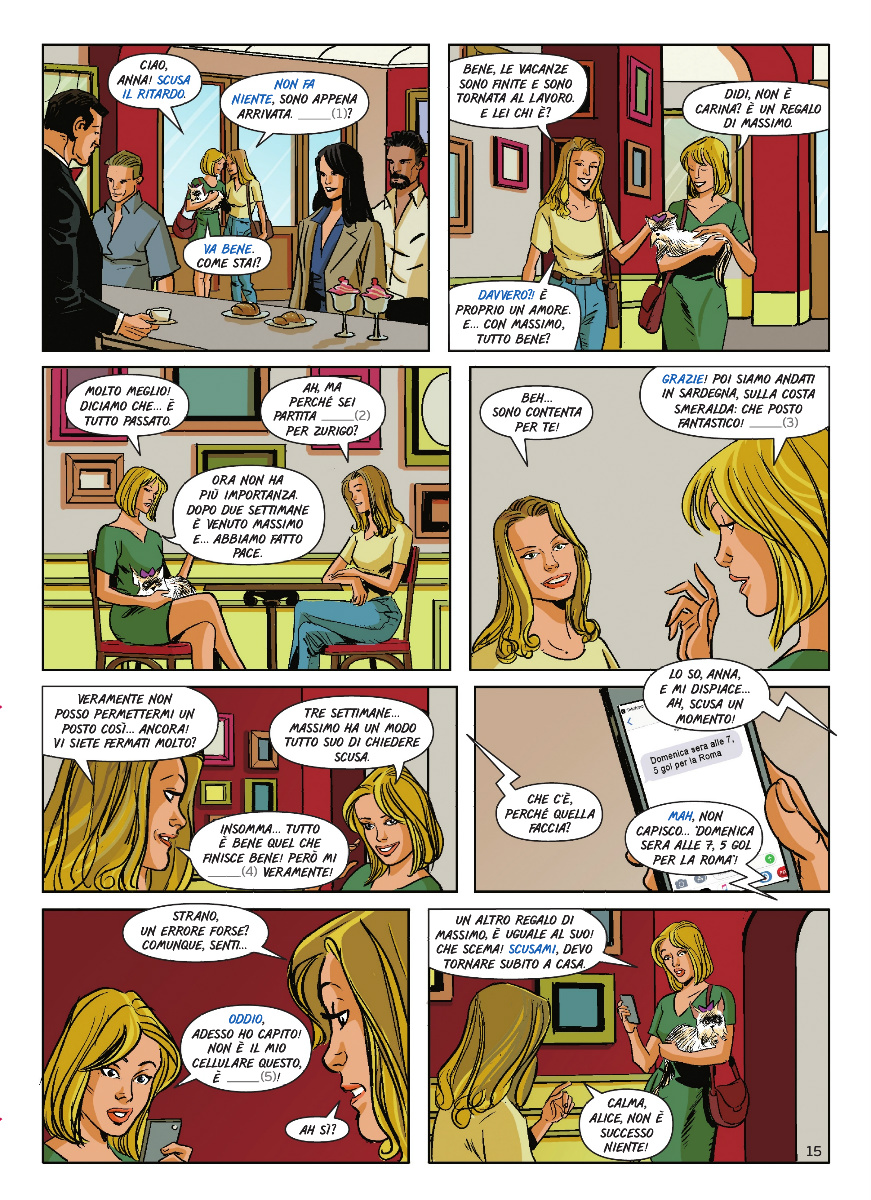 CIAO,
ANNA! SCUSA
IL RITARDO.
NON FA
NIENTE, SONO APPENA
ARRIVATA. _____(1)?
VA BENE.
COME STAI?
BENE, LE VACANZE
SONO FINITE E SONO
TORNATA AL LAVORO.
E LEI CHI È?
DIDI, NON È
CARINA? È UN REGALO
DI MASSIMO.
DAVVERO?! È
PROPRIO UN AMORE.
E... CON MASSIMO,
TUTTO BENE?
MOLTO MEGLIO!
DICIAMO CHE... È
TUTTO PASSATO.
AH, MA
PERCHÉ SEI
PARTITA _____(2)
PER ZURIGO?
ORA NON HA
PIÙ IMPORTANZA.
DOPO DUE SETTIMANE
È VENUTO MASSIMO
E... ABBIAMO FATTO
PACE.
BEH...
SONO CONTENTA
PER TE!
GRAZIE! POI SIAMO ANDATI
IN SARDEGNA, SULLA COSTA
SMERALDA: CHE POSTO
FANTASTICO! _____(3)
VERAMENTE NON
POSSO PERMETTERMI UN
POSTO COSÌ... ANCORA!
VI SIETE FERMATI MOLTO?
TRE SETTIMANE...
MASSIMO HA UN MODO
TUTTO SUO DI CHIEDERE
SCUSA.
INSOMMA... TUTTO
È BENE QUEL CHE
FINISCE BENE! PERÒ MI
_____(4) VERAMENTE!
LO SO, ANNA,
E MI DISPIACE...
AH, SCUSA UN
MOMENTO!
Domenica sera alle 7,
5 gol per la Roma
CHE C'È,
PERCHÉ QUELLA
FACCIA?
MAH, NON
CAPISCO... "DOMENICA
SERA ALLE 7, 5 GOL
PER LA ROMA"!
STRANO,
UN ERRORE FORSE?
COMUNQUE, SENTI...
ODDIO,
ADESSO HO CAPITO!
NON È IL MIO
CELLULARE QUESTO,
È _____(5)!
AH SÌ?
UN ALTRO REGALO DI
MASSIMO, È UGUALE AL SUO!
CHE SCEMA! SCUSAMI, DEVO
TORNARE SUBITO A CASA.
CALMA,
ALICE, NON È
SUCCESSO
NIENTE!
15